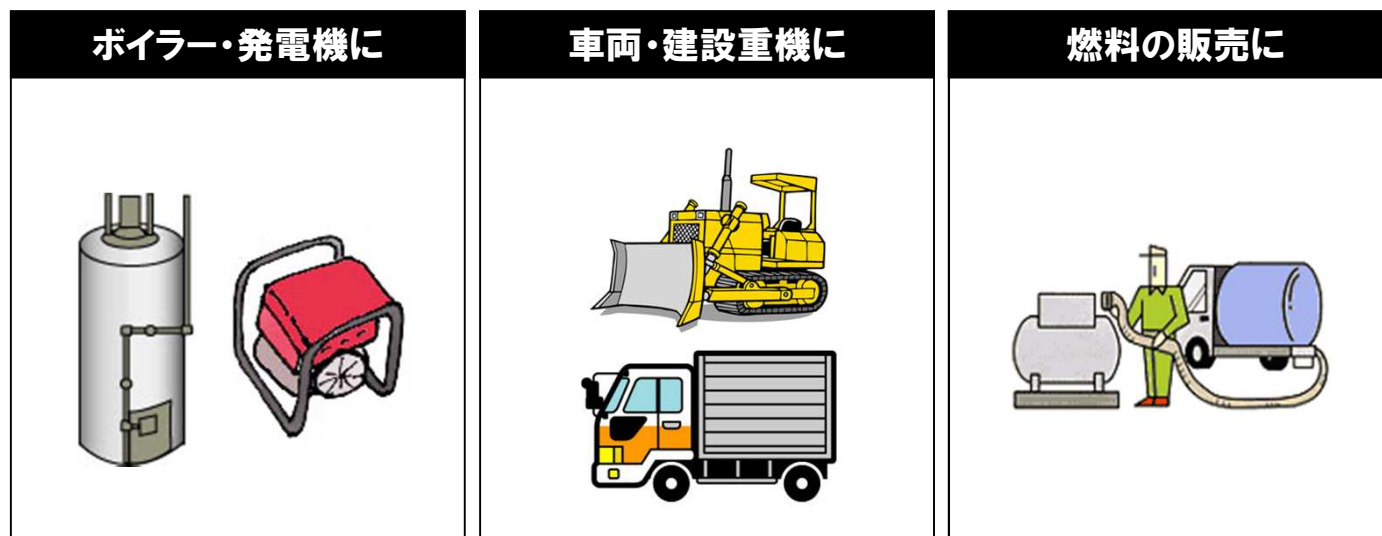 ボイラー・発電機に
車両・建設重機に
燃料の販売に